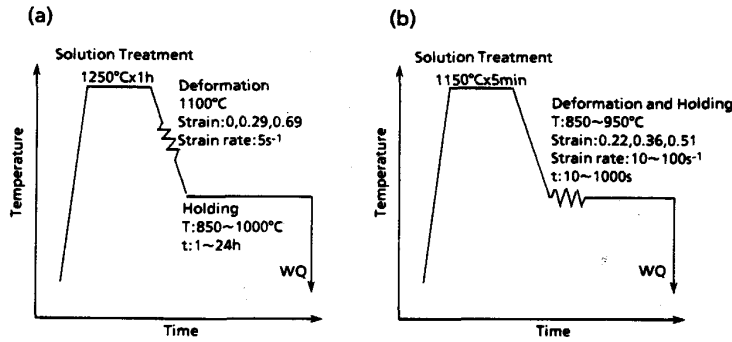 (a)
Solution Treatment
1250°Cx1h
Deformation
1100°C
Strain:0,0.29,0.69
Strain rate:5s⁻¹
Holding
T:850~1000°C
t:1~24h
WQ
Temperature
Time
(b)
Solution Treatment
1150°Cx5min
Deformation and Holding
T:850~950°C
Strain:0.22,0.36,0.51
Strain rate:10~100s⁻¹
t:10~1000s
WQ
Temperature
Time